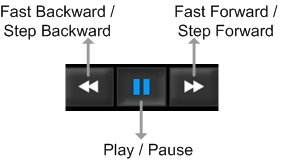 Fast Backward /
Step Backward
Fast Forward /
Step Forward
Play / Pause